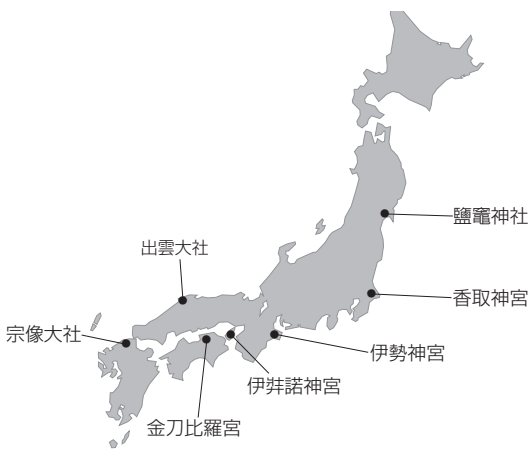 鹽竈神社
出雲大社
香取神宮
宗像大社
伊勢神宮
伊弉諾神宮
金刀比羅宮